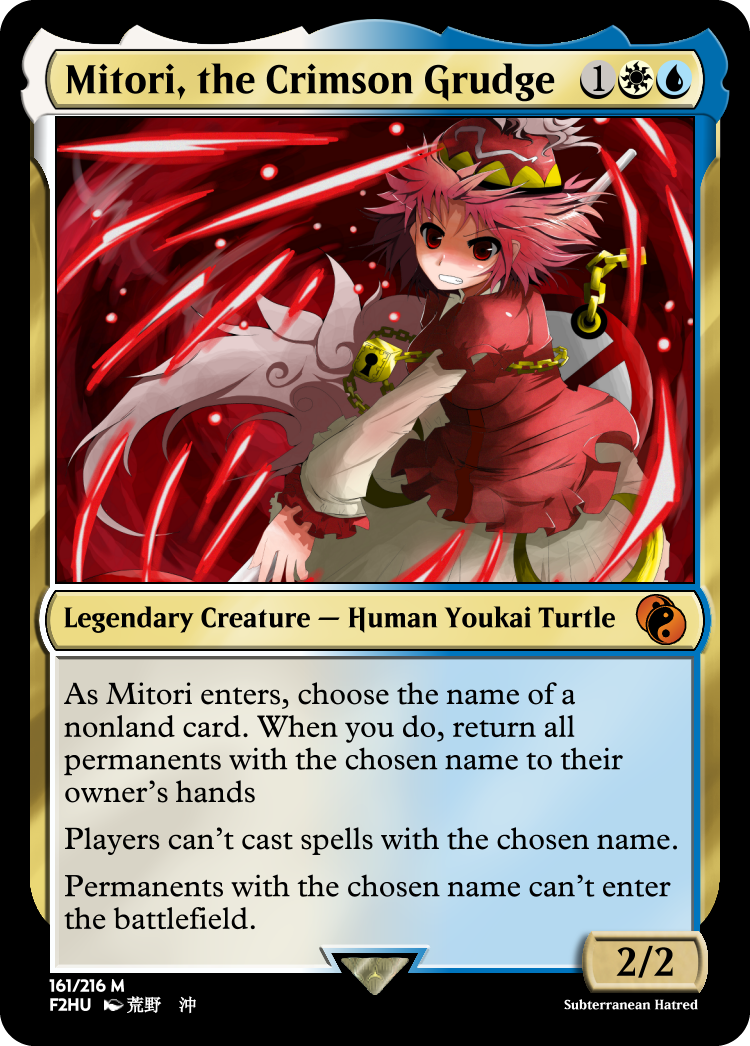 Mitori, the Crimson Grudge 1
Legendary Creature — Human Youkai Turtle
As Mitori enters, choose the name of a
nonland card. When you do, return all
permanents with the chosen name to their
owner's hands
Players can't cast spells with the chosen name.
Permanents with the chosen name can't enter
the battlefield.
2/2
161/216 M
F2HU 荒野 沖
Subterranean Hatred